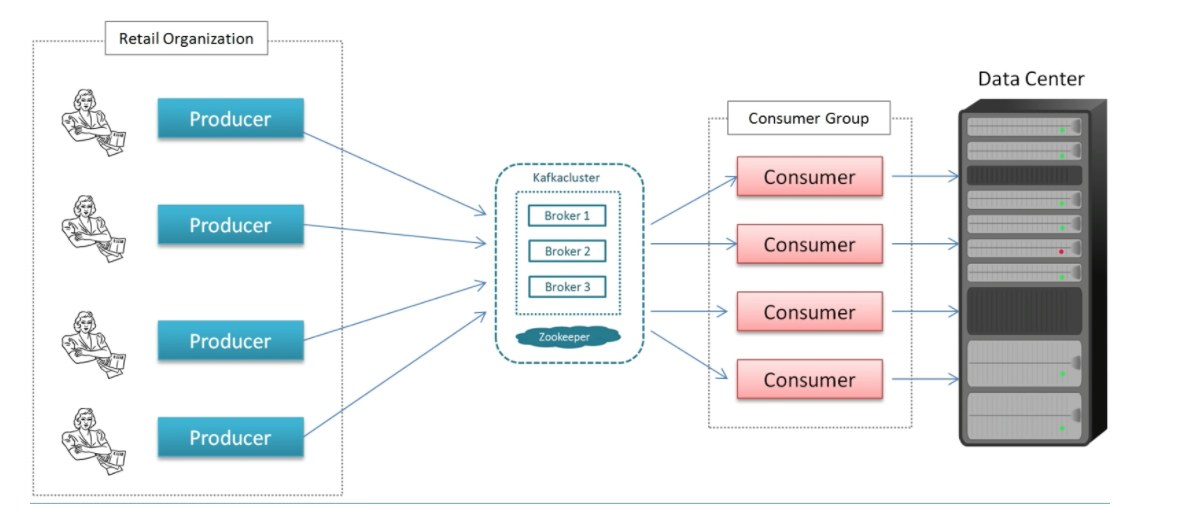 Retail Organization
Producer
Producer
Producer
Producer
Kafkacluster
Broker 1
Broker 2
Broker 3
Zookeeper
Consumer Group
Consumer
Consumer
Consumer
Consumer
Data Center